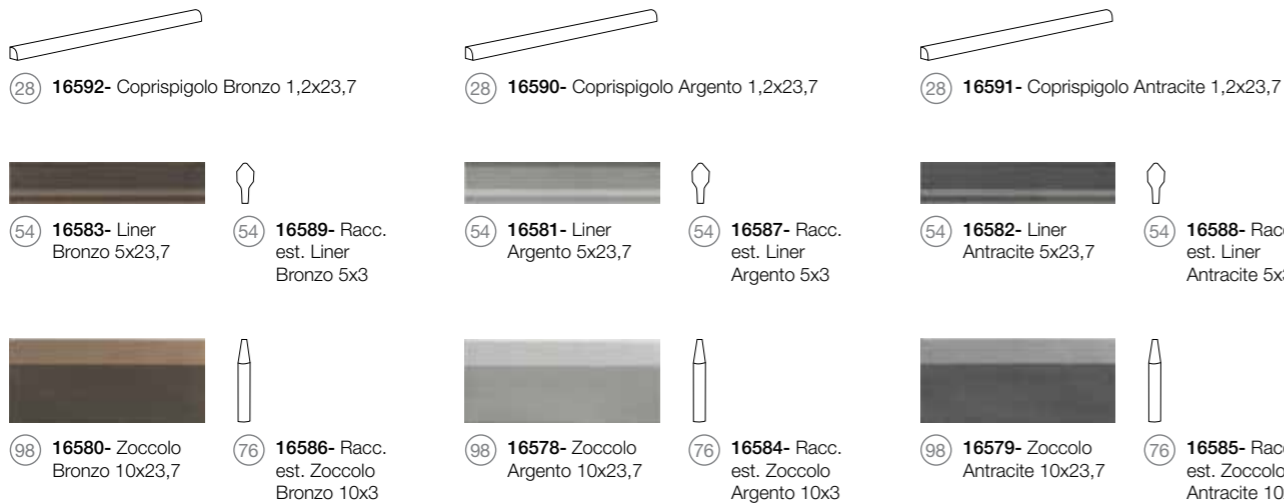 28 16592- Coprispigolo Bronzo 1,2x23,7
28 16590- Coprispigolo Argento 1,2x23,7
28 16591- Coprispigolo Antracite 1,2x23,7
54 16583- Liner
Bronzo 5x23,7
54 16589- Racc.
est. Liner
Bronzo 5x3
54 16581- Liner
Argento 5x23,7
54 16587- Racc.
est. Liner
Argento 5x3
54 16582- Liner
Antracite 5x23,7
54 16588-
est. Liner
Antracite
98 16580- Zoccolo
Bronzo 10x23,7
76 16586- Racc.
est. Zoccolo
Bronzo 10x3
98 16578- Zoccolo
Argento 10x23,7
76 16584- Racc.
est. Zoccolo
Argento 10x3
98 16579- Zoccolo
Antracite 10x23,7
76 16585-
est. Zoccolo
Antracite